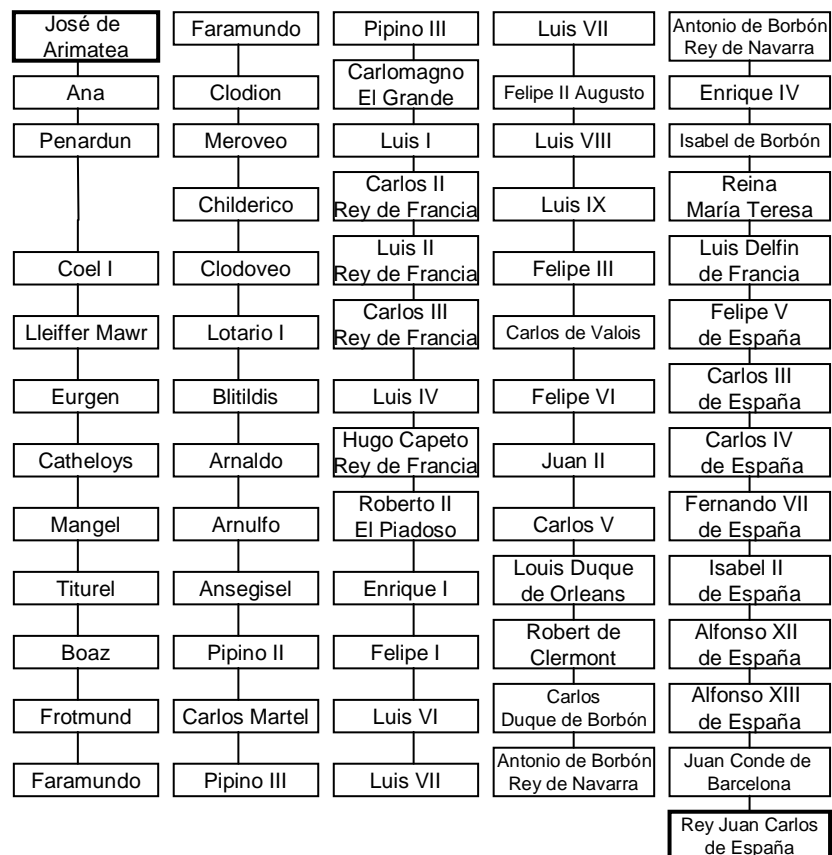 José de
Arimatea
Ana
Penardun
Coel I
Lleiffer Mawr
Eurgen
Catheloys
Mangel
Titurel
Boaz
Frotmund
Faramundo
Faramundo
Clodion
Meroveo
Childerico
Clodoveo
Lotario I
Blitildis
Arnaldo
Arnulfo
Ansegisel
Pipino II
Carlos Martel
Pipino III
Pipino III
Carlomagno
El Grande
Luis I
Carlos II
Rey de Francia
Luis II
Rey de Francia
Carlos III
Rey de Francia
Luis IV
Hugo Capeto
Rey de Francia
Roberto II
El Piadoso
Enrique I
Felipe I
Luis VI
Luis VII
Luis VII
Felipe II Augusto
Luis VIII
Luis IX
Felipe III
Carlos de Valois
Felipe VI
Juan II
Carlos V
Louis Duque
de Orleans
Robert de
Clermont
Carlos
Duque de Borbón
Antonio de Borbón
Rey de Navarra
Antonio de Borbón
Rey de Navarra
Enrique IV
Isabel de Borbón
Reina
María Teresa
Luis Delfin
de Francia
Felipe V
de España
Carlos III
de España
Carlos IV
de España
Fernando VII
de España
Isabel II
de España
Alfonso XII
de España
Alfonso XIII
de España
Juan Conde de
Barcelona
Rey Juan Carlos
de España